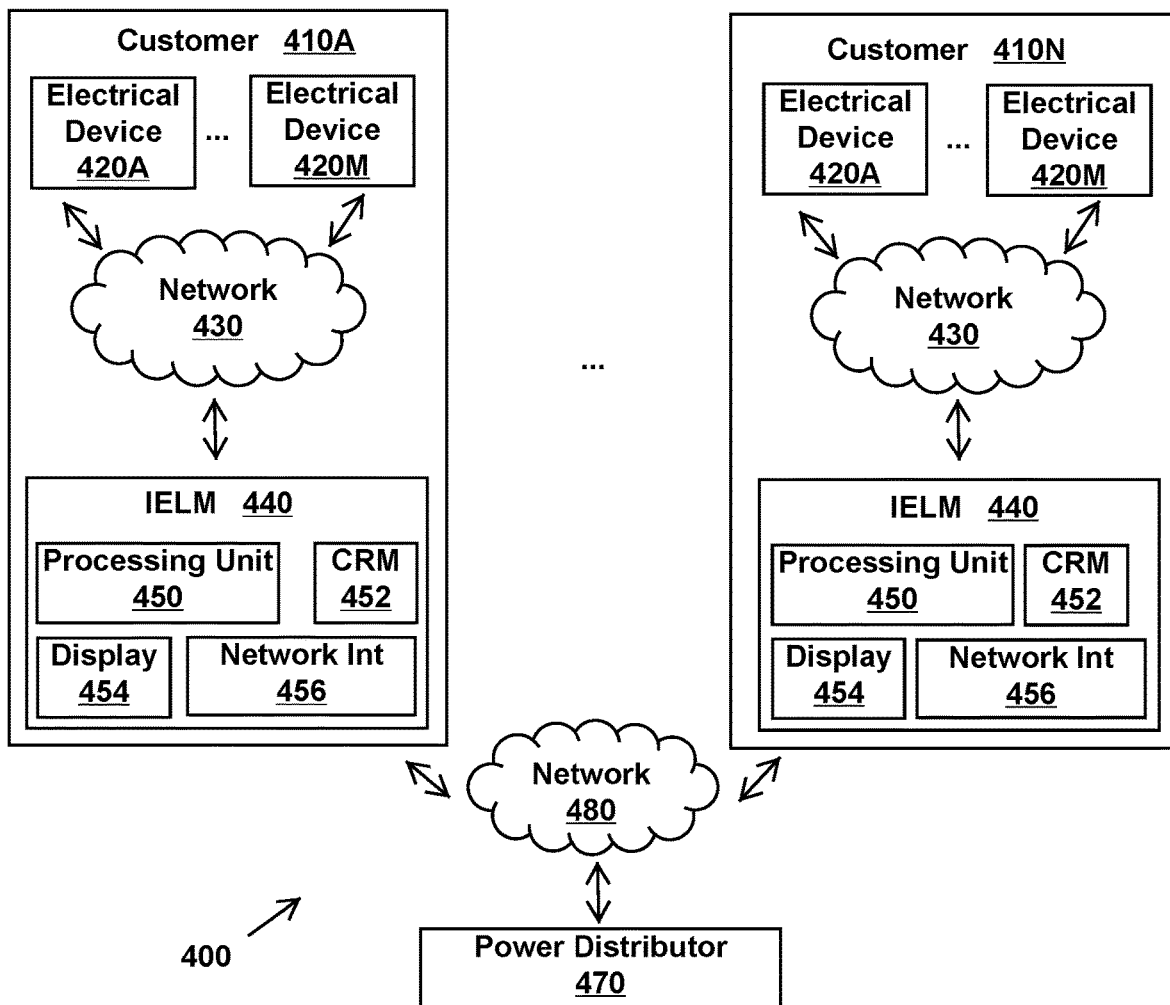 Customer 410A
Electrical Device 420A
...
Electrical Device 420M
Network 430
IELM 440
Processing Unit 450
CRM 452
Display 454
Network Int 456
...
Customer 410N
Electrical Device 420A
...
Electrical Device 420M
Network 430
IELM 440
Processing Unit 450
CRM 452
Display 454
Network Int 456
Network 480
400
Power Distributor 470